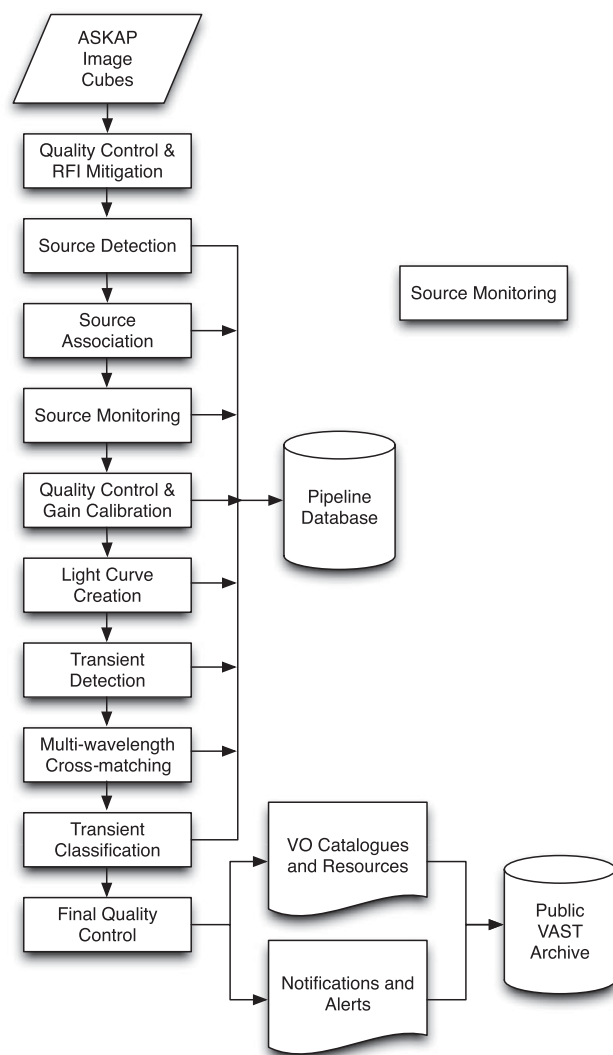 ASKAP
Image
Cubes
Quality Control &
RFI Mitigation
Source Detection
Source Monitoring
Source
Association
Source Monitoring
Quality Control &
Gain Calibration
Pipeline
Database
Light Curve
Creation
Transient
Detection
Multi-wavelength
Cross-matching
Transient
Classification
VO Catalogues
and Resources
Final Quality
Control
Public
VAST
Archive
Notifications and
Alerts